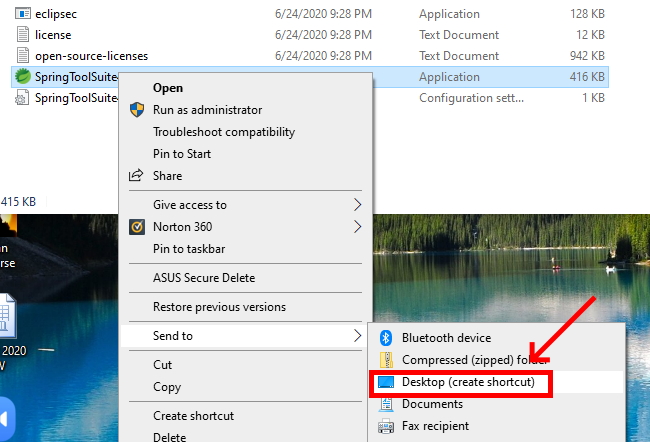 eclipsec 6/24/2020 9:28 PM Application 128 KB
license 6/24/2020 9:28 PM Text Document 12 KB
open-source-licenses 6/24/2020 9:28 PM Text Document 942 KB
SpringToolSuite Application 416 KB
SpringToolSuite Configuration sett... 1 KB
Open
Run as administrator
Troubleshoot compatibility
Pin to Start
Share
415 KB
Give access to
Norton 360
Pin to taskbar
ASUS Secure Delete
Restore previous versions
Send to
Cut
Copy
Create shortcut
Delete
Bluetooth device
Compressed (zipped) folder
Desktop (create shortcut)
Documents
Fax recipient
an
rse
2020
W